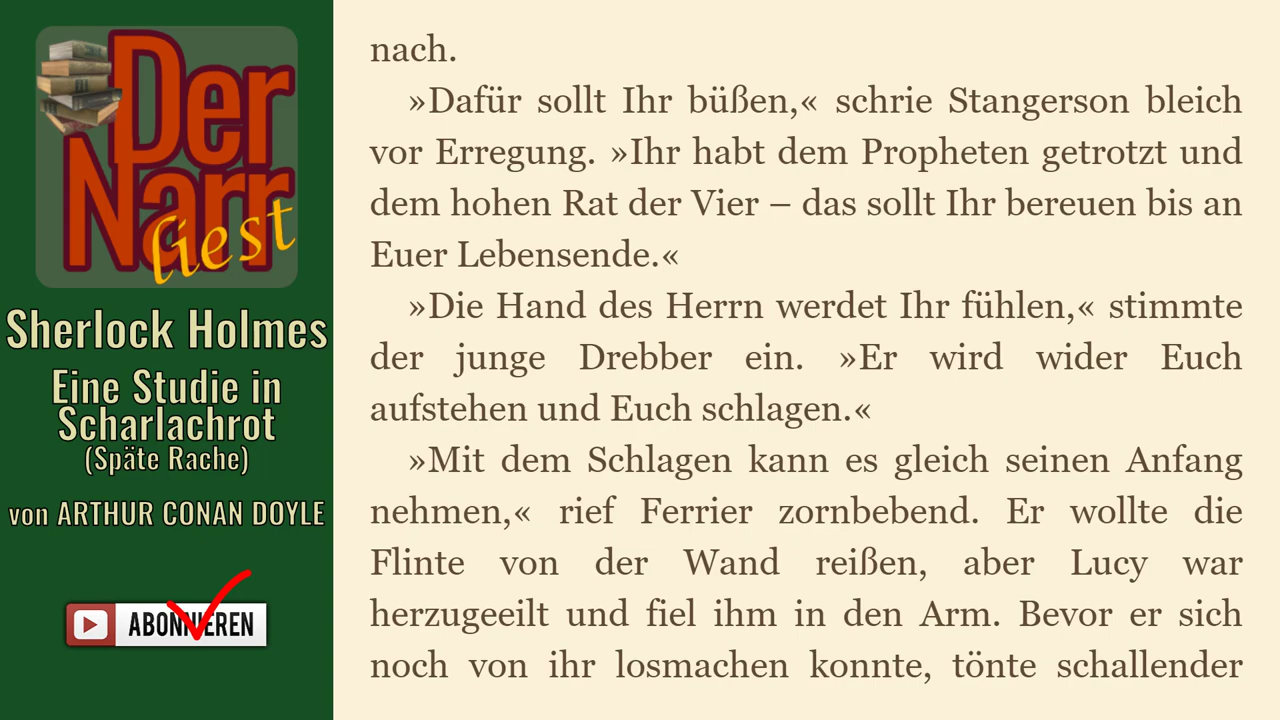 Der
Narr
liest
Sherlock Holmes
Eine Studie in
Scharlachrot
(Späte Rache)
von ARTHUR CONAN DOYLE
ABONNIEREN
nach.
»Dafür sollt Ihr büßen,« schrie Stangerson bleich
vor Erregung. »Ihr habt dem Propheten getrotzt und
dem hohen Rat der Vier – das sollt Ihr bereuen bis an
Euer Lebensende.«
»Die Hand des Herrn werdet Ihr fühlen,« stimmte
der junge Drebber ein. »Er wird wider Euch
aufstehen und Euch schlagen.«
»Mit dem Schlagen kann es gleich seinen Anfang
nehmen,« rief Ferrier zornbebend. Er wollte die
Flinte von der Wand reißen, aber Lucy war
herzugeeilt und fiel ihm in den Arm. Bevor er sich
noch von ihr losmachen konnte, tönte schallender